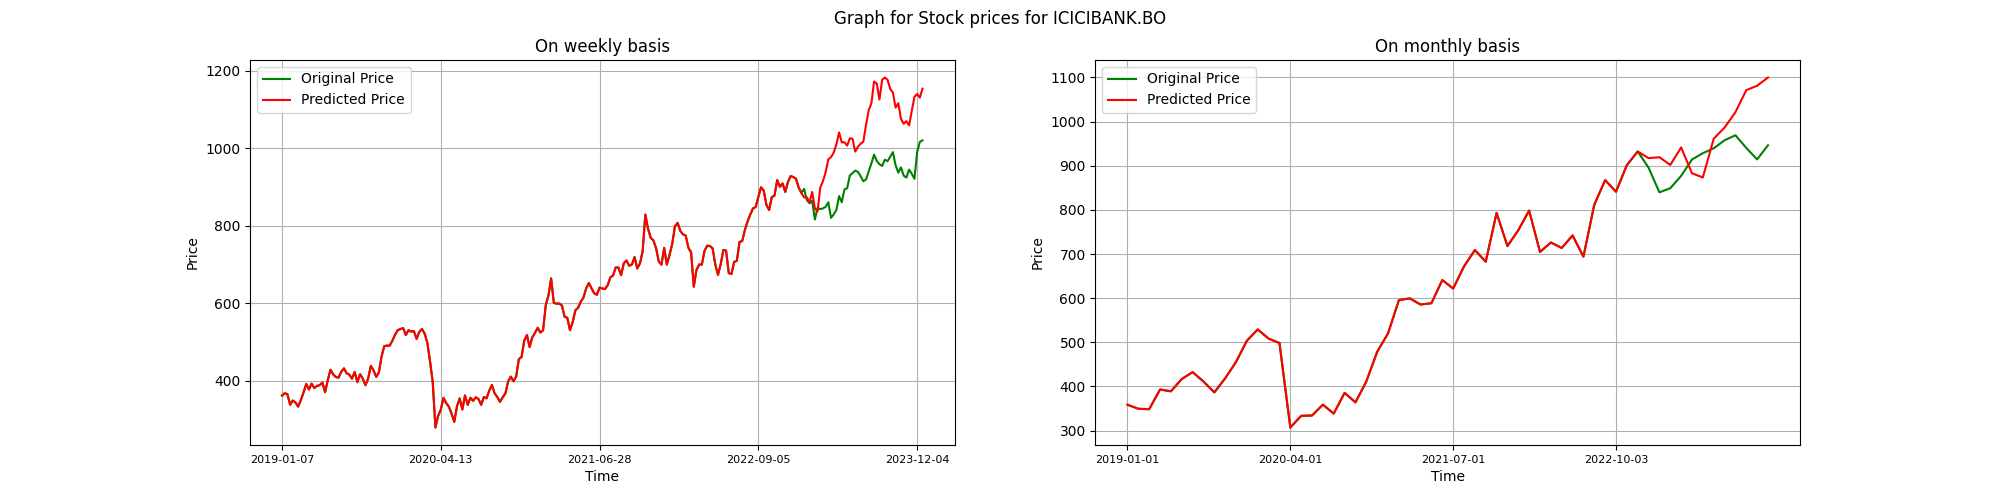 Graph for Stock prices for ICICIBANK.BO
On weekly basis
Original Price
Predicted Price
1200
1000
800
600
400
Price
2019-01-07 2020-04-13 2021-06-28 2022-09-05 2023-12-04
Time
On monthly basis
Original Price
Predicted Price
1100
1000
900
800
700
600
500
400
300
Price
2019-01-01 2020-04-01 2021-07-01 2022-10-03
Time